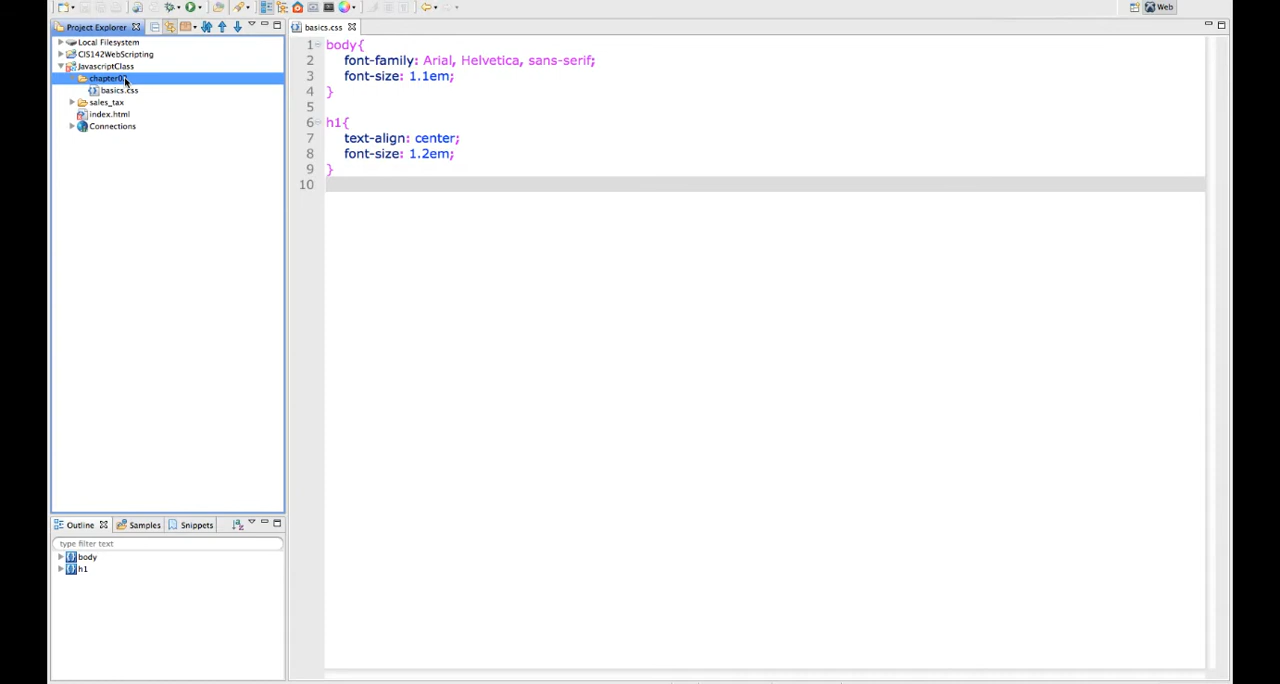 Web
Project Explorer
basics.css
Local Filesystem
CIS142WebScripting
JavascriptClass
basics.css
sales_tax
index.html
Connections
1 body{
2 font-family: Arial, Helvetica, sans-serif;
3 font-size: 1.1em;
4 }
5
6 h1{
7 text-align: center;
8 font-size: 1.2em;
9 }
10
Outline
Samples
Snippets
type filter text
body
h1